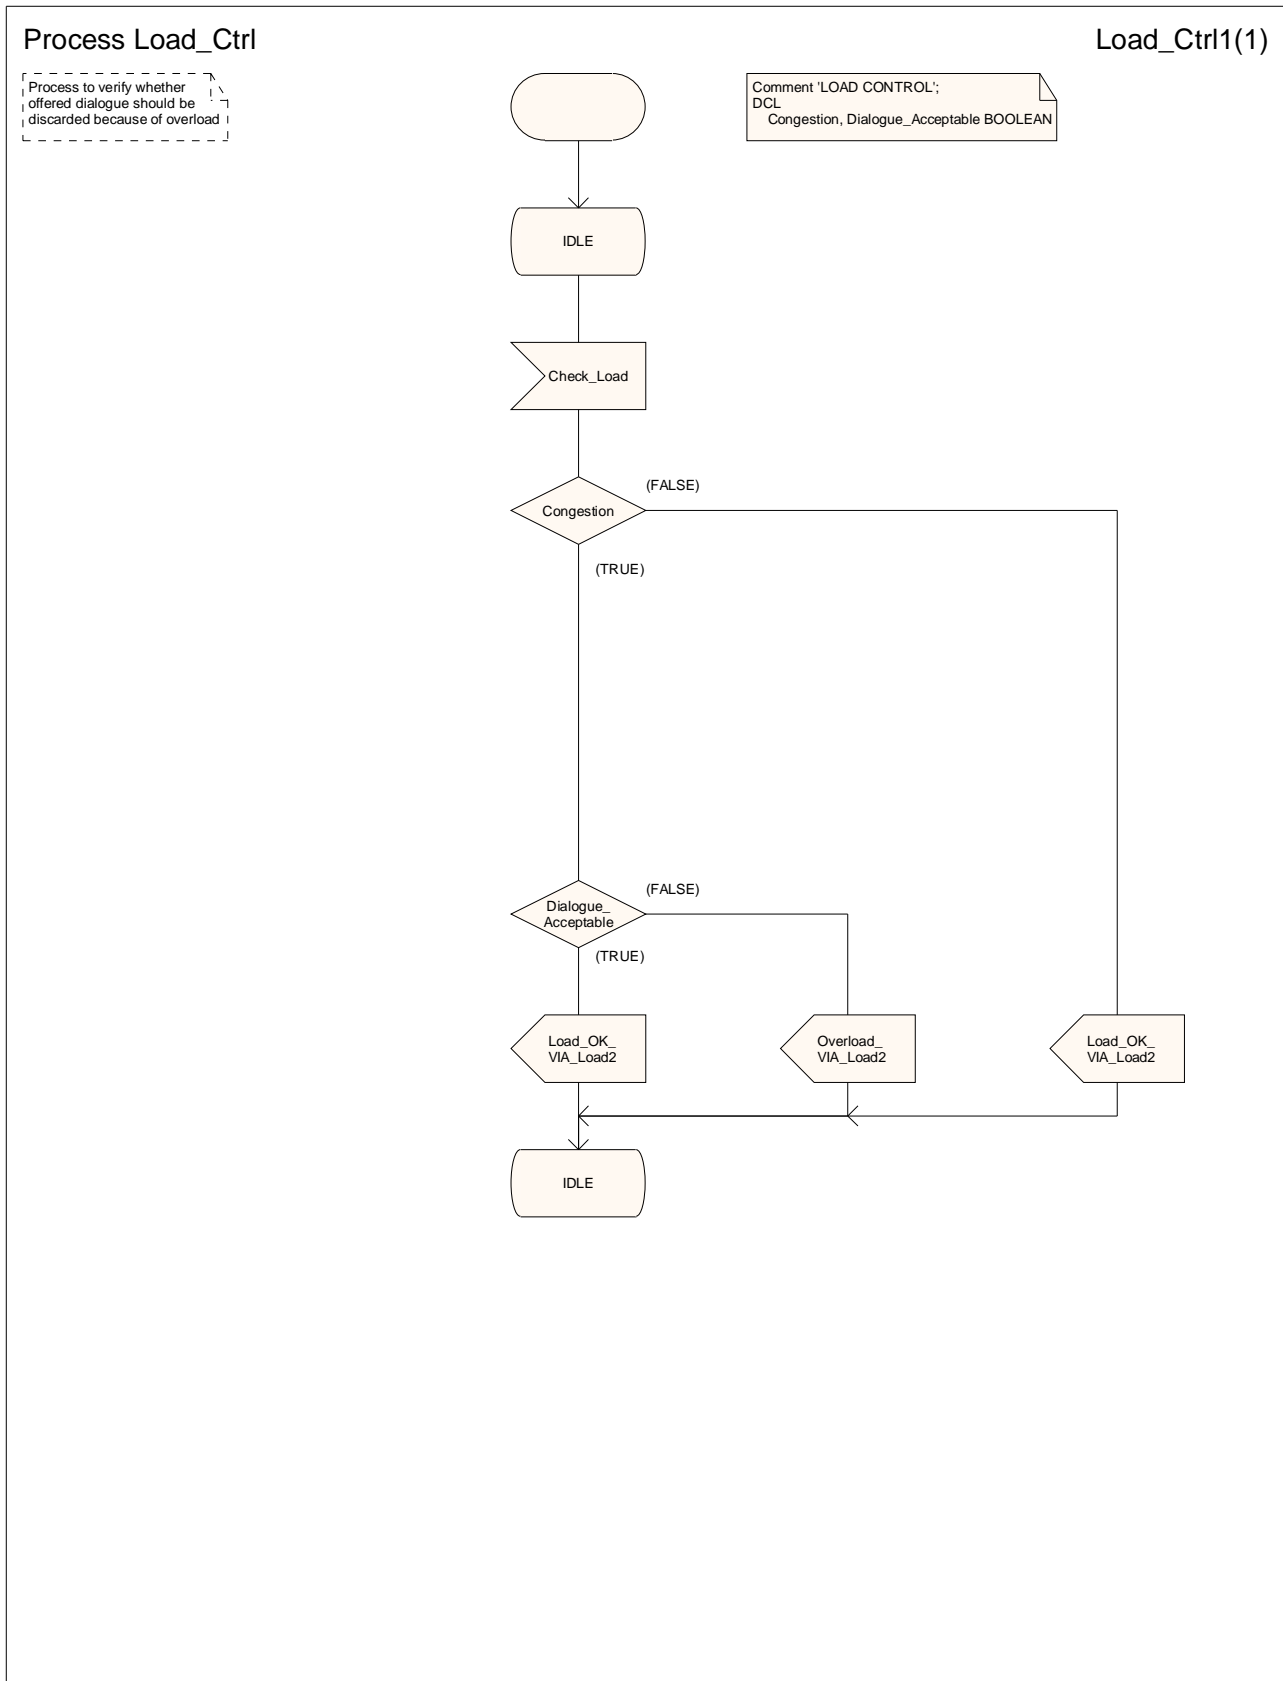 Process Load_Ctrl
Load_Ctrl1(1)
Process to verify whether
offered dialogue should be
discarded because of overload
Comment 'LOAD CONTROL';
DCL
Congestion, Dialogue_Acceptable BOOLEAN
IDLE
Check_Load
Congestion
(FALSE)
(TRUE)
Dialogue_
Acceptable
(FALSE)
(TRUE)
Load_OK_
VIA_Load2
Overload_
VIA_Load2
Load_OK_
VIA_Load2
IDLE